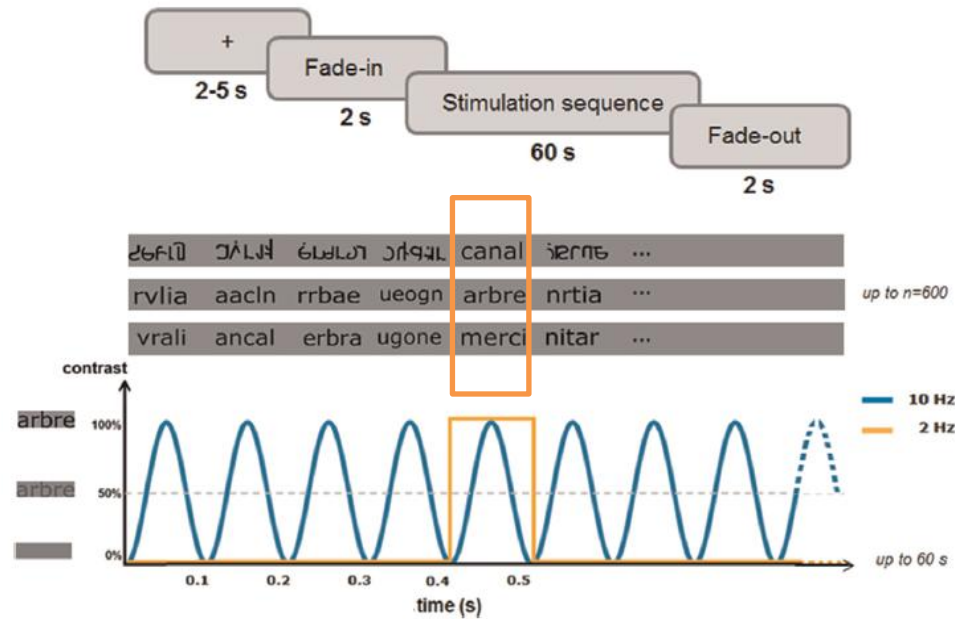 +
2-5 s
Fade-in
2 s
Stimulation sequence
60 s
Fade-out
2 s
canal ...
rvlia aacln rrbae ueogn arbre nrtia ...
up to n=600
vrali ancal erbra ugone merci nitar ...
contrast
arbre 100%
arbre 50%
0%
10 Hz
2 Hz
up to 60 s
0.1 0.2 0.3 0.4 0.5
time (s)